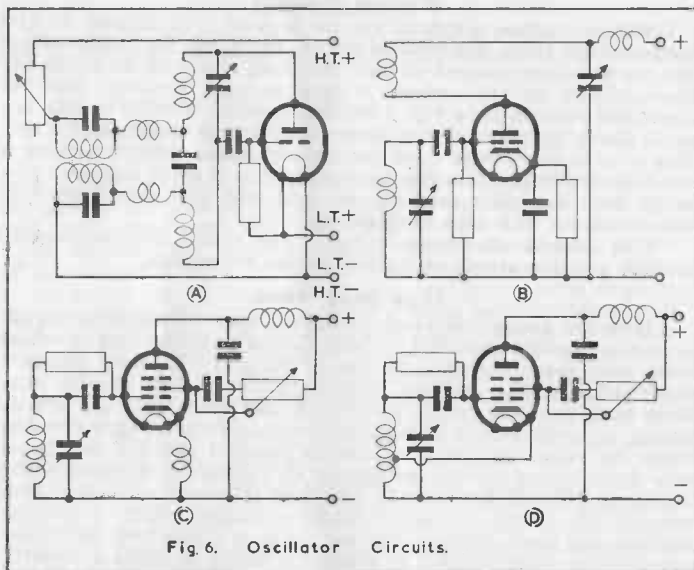 H.T.+
+
L.T.+
L.T.-
H.T.-
A
B
+
+
+
-
-
C
D
Fig. 6. Oscillator Circuits.